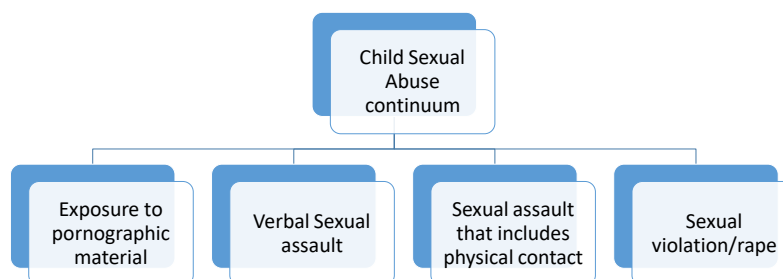 Child Sexual
Abuse
continuum
Exposure to
pornographic
material
Verbal Sexual
assault
Sexual assault
that includes
physical contact
Sexual
violation/rape